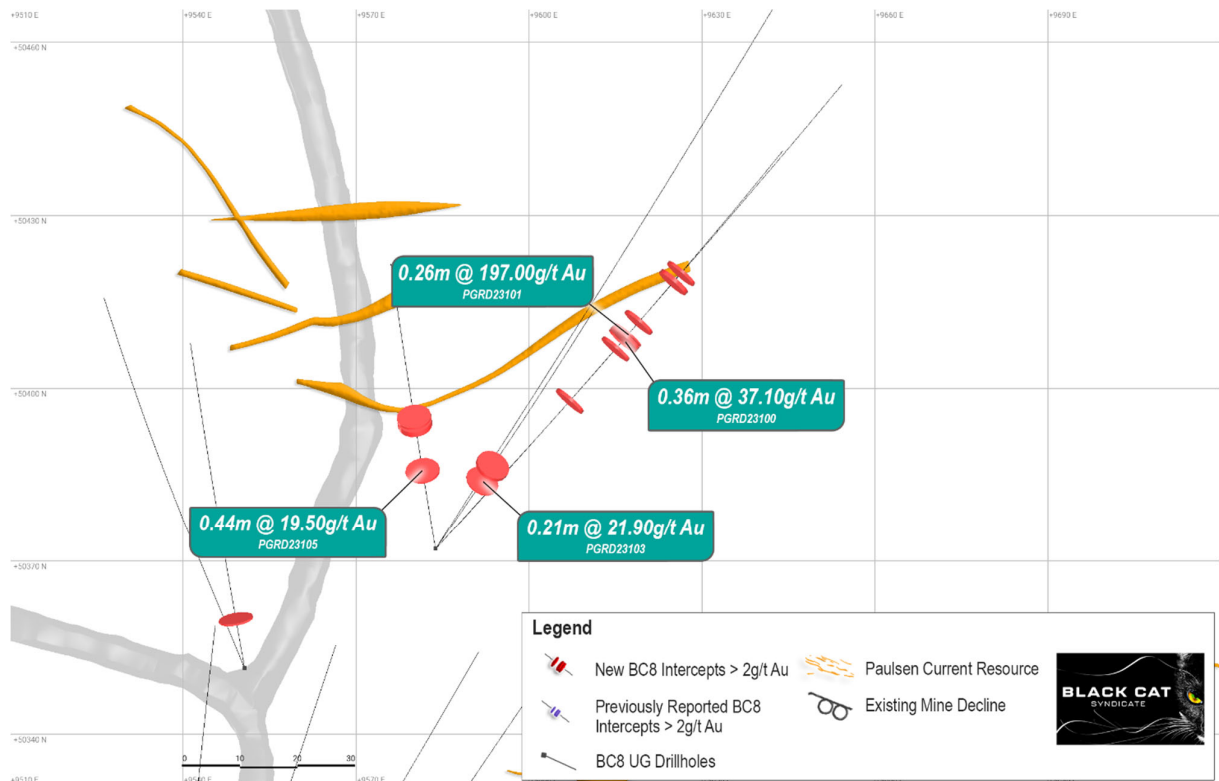 +9510 E
+9540 E
+9570 E
+9600 E
+9630 E
+9660 E
+9690 E
+50460 N
+50430 N
0.26m @ 197.00g/t Au
PGRD23101
+50400 N
0.36m @ 37.10g/t Au
PGRD23100
0.44m @ 19.50g/t Au
PGRD23105
0.21m @ 21.90g/t Au
PGRD23103
+50370 N
Legend
New BC8 Intercepts > 2g/t Au
Paulsen Current Resource
Previously Reported BC8
Intercepts > 2g/t Au
Existing Mine Decline
BC8 UG Drillholes
BLACK CAT
SYNDICATE
+50340 N
0
10
20
30
+9510 E
+9540 E
+9570 E